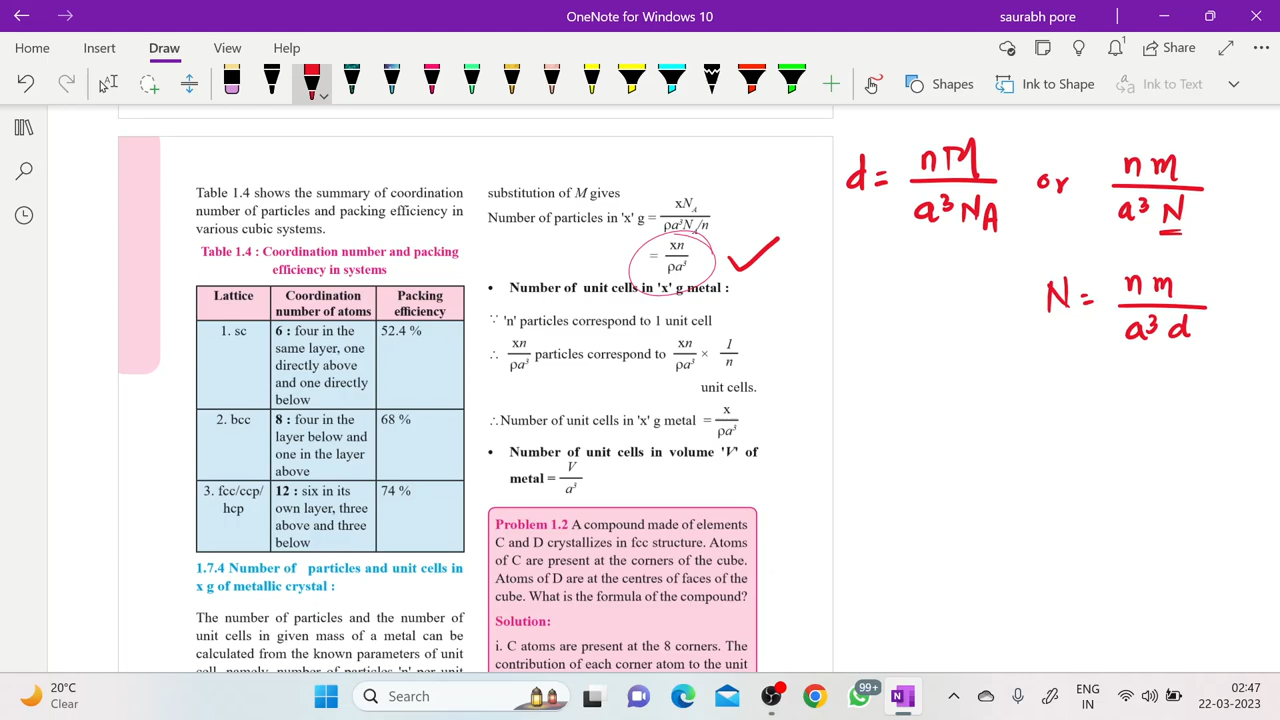 OneNote for Windows 10
saurabh pore
Home Insert Draw View Help
Share
Shapes
Ink to Shape
Ink to Text
Table 1.4 shows the summary of coordination
number of particles and packing efficiency in
various cubic systems.
Table 1.4 : Coordination number and packing
efficiency in systems
Lattice Coordination number of atoms Packing efficiency
1. sc 6 : four in the same layer, one directly above and one directly below 52.4 %
2. bcc 8 : four in the layer below and one in the layer above 68 %
3. fcc/ccp/ hcp 12 : six in its own layer, three above and three below 74 %
1.7.4 Number of particles and unit cells in
x g of metallic crystal :
The number of particles and the number of
unit cells in given mass of a metal can be
calculated from the known parameters of unit
cell, namely, number of particles 'n' per unit
substitution of M gives
Number of particles in 'x' g = xN_A / ρa³N_A/n
= xn / ρa³
• Number of unit cells in 'x' g metal :
∵ 'n' particles correspond to 1 unit cell
∴ xn / ρa³ particles correspond to xn / ρa³ × 1 / n
unit cells.
∴Number of unit cells in 'x' g metal = x / ρa³
• Number of unit cells in volume 'V' of
metal = V / a³
Problem 1.2 A compound made of elements
C and D crystallizes in fcc structure. Atoms
of C are present at the corners of the cube.
Atoms of D are at the centres of faces of the
cube. What is the formula of the compound?
Solution:
i. C atoms are present at the 8 corners. The
contribution of each corner atom to the unit
d = n M / a³ N_A or n m / a³ N
N = n m / a³ d
20°C
Clear
Search
99+
ENG
IN
02:47
22-03-2023